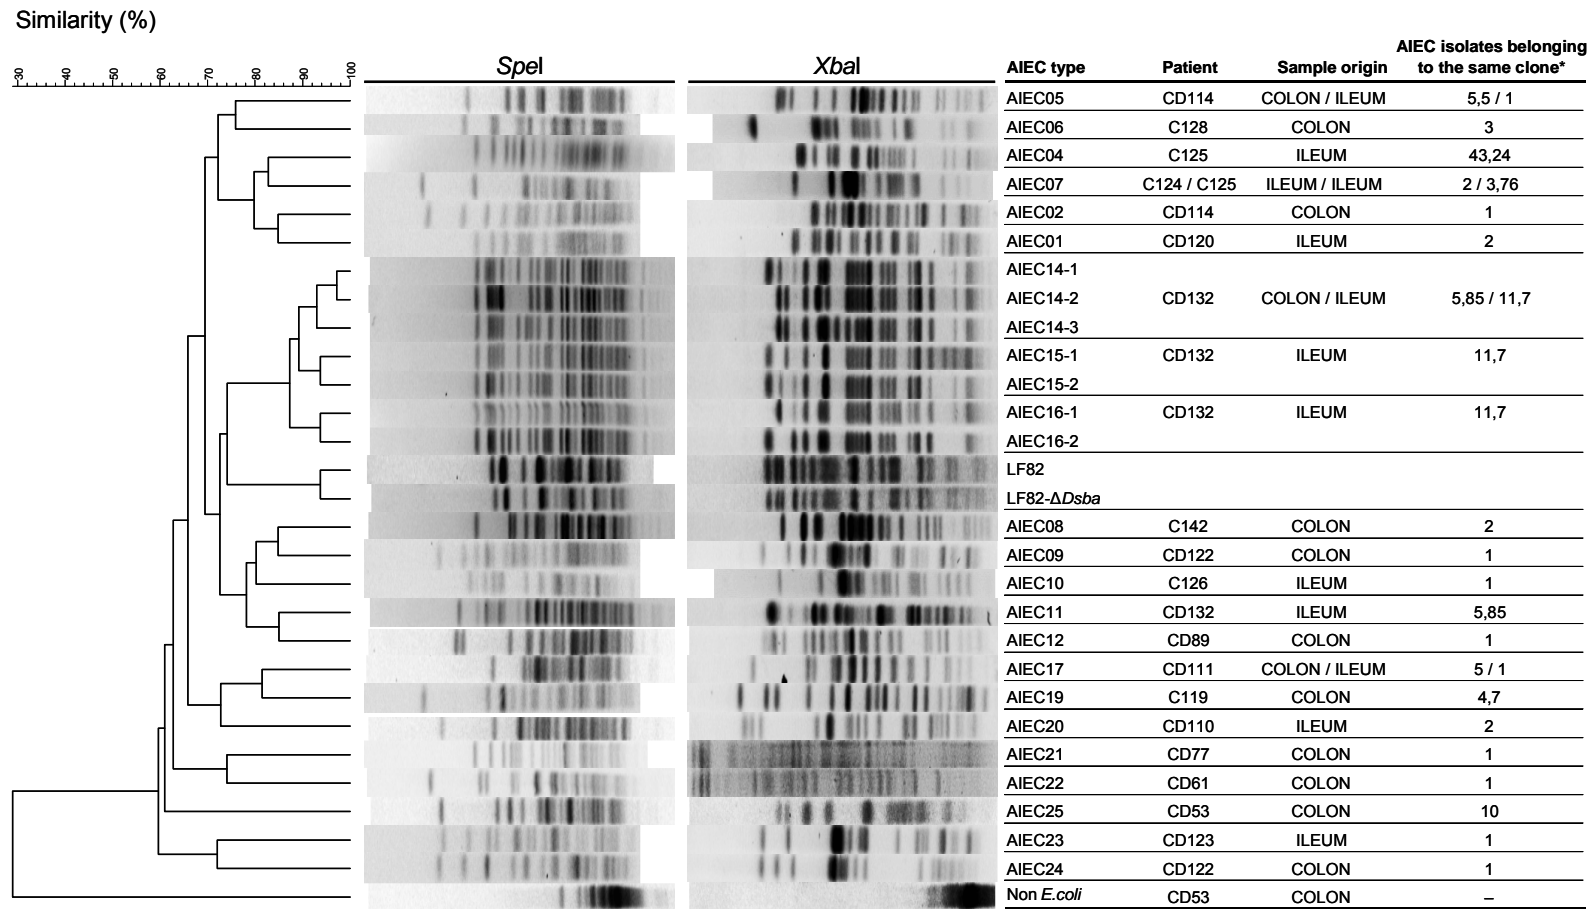 Similarity (%)
30 40 50 60 70 80 90 100
SpeI
XbaI
AIEC type Patient Sample origin AIEC isolates belonging to the same clone*
AIEC05 CD114 COLON / ILEUM 5,5 / 1
AIEC06 C128 COLON 3
AIEC04 C125 ILEUM 43,24
AIEC07 C124 / C125 ILEUM / ILEUM 2 / 3,76
AIEC02 CD114 COLON 1
AIEC01 CD120 ILEUM 2
AIEC14-1
AIEC14-2 CD132 COLON / ILEUM 5,85 / 11,7
AIEC14-3
AIEC15-1 CD132 ILEUM 11,7
AIEC15-2
AIEC16-1 CD132 ILEUM 11,7
AIEC16-2
LF82
LF82-ΔDsba
AIEC08 C142 COLON 2
AIEC09 CD122 COLON 1
AIEC10 C126 ILEUM 1
AIEC11 CD132 ILEUM 5,85
AIEC12 CD89 COLON 1
AIEC17 CD111 COLON / ILEUM 5 / 1
AIEC19 C119 COLON 4,7
AIEC20 CD110 ILEUM 2
AIEC21 CD77 COLON 1
AIEC22 CD61 COLON 1
AIEC25 CD53 COLON 10
AIEC23 CD123 ILEUM 1
AIEC24 CD122 COLON 1
Non E.coli CD53 COLON –